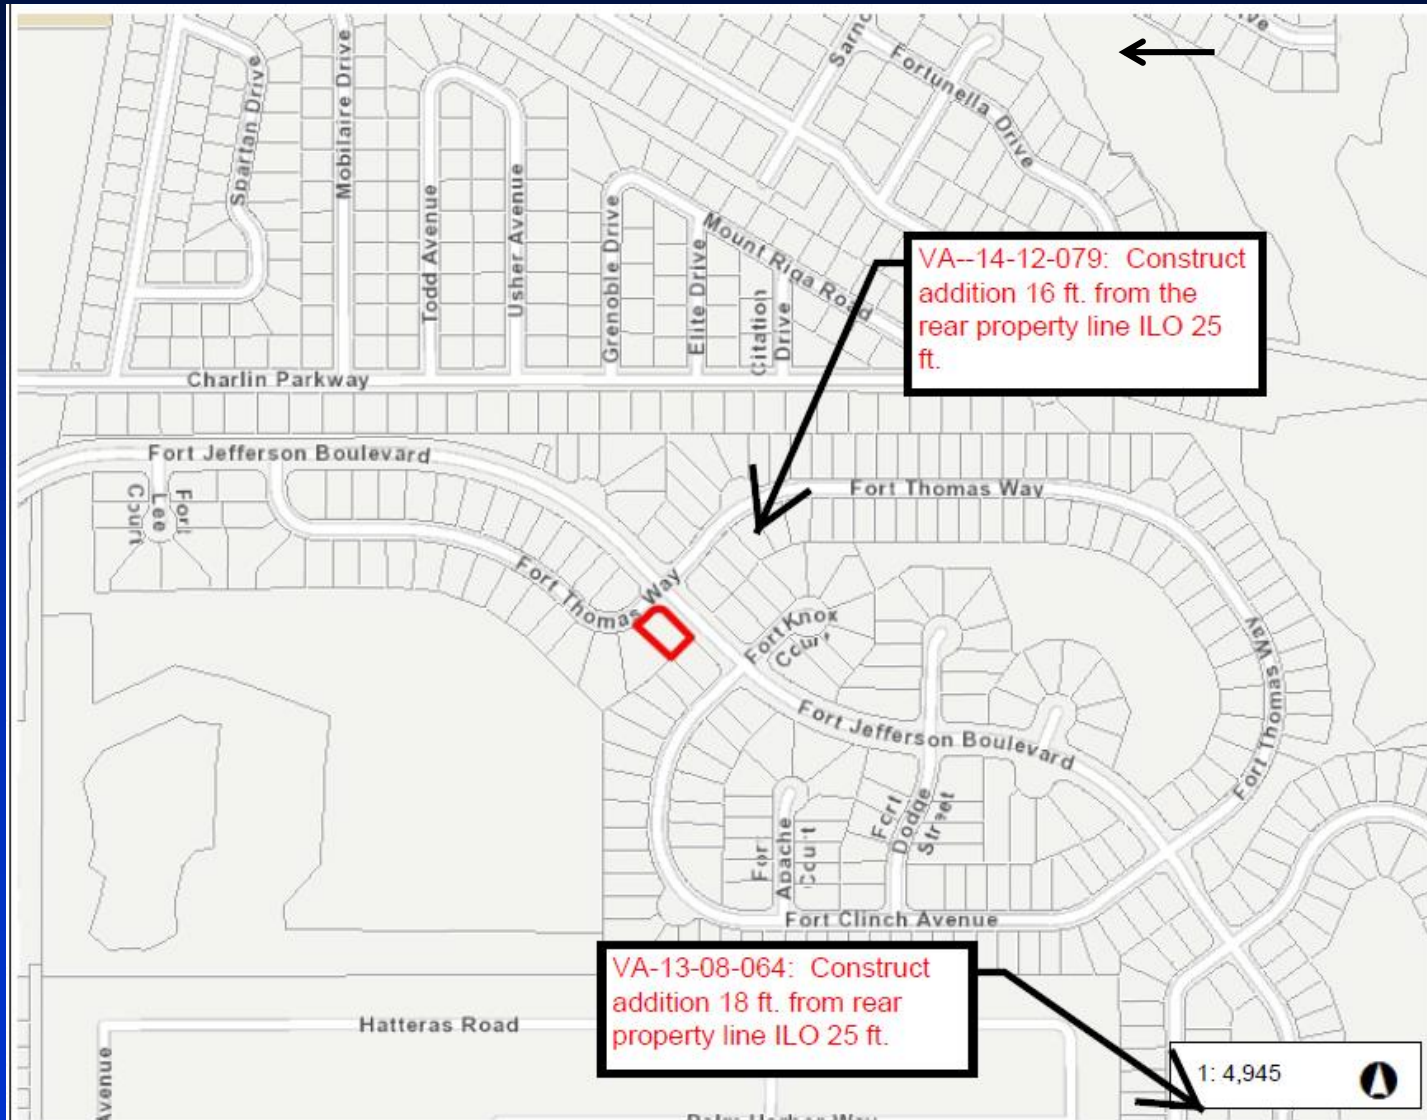 Spartan Drive
Mobilaire Drive
Todd Avenue
Usher Avenue
Grenoble Drive
Elite Drive
Mount Riga Road
Citation
Drive
Fortunella Drive
VA--14-12-079: Construct
addition 16 ft. from the
rear property line ILO 25
ft.
Charlin Parkway
Fort Jefferson Boulevard
Fort
Lee
Court
Fort Thomas Way
Fort Thomas Way
Fort Thomas Way
Fort Knox
Court
Fort Jefferson Boulevard
Fort
Apache
Court
Fort
Dodge
Street
Fort Thomas Way
Fort Clinch Avenue
VA-13-08-064: Construct
addition 18 ft. from rear
property line ILO 25 ft.
Hatteras Road
Avenue
1: 4,945